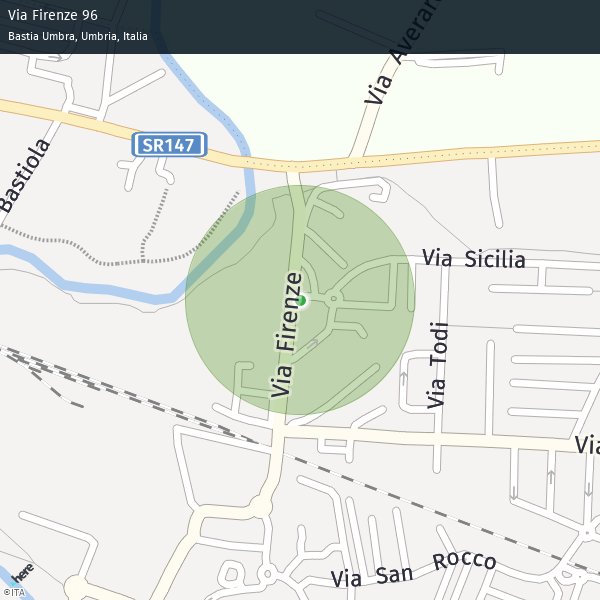 Via Firenze 96
Bastia Umbra, Umbria, Italia
Via Averar
SR147
Bastiola
Via Sicilia
Via Firenze
Via Todi
Via
Via San Rocco
here
©ITA